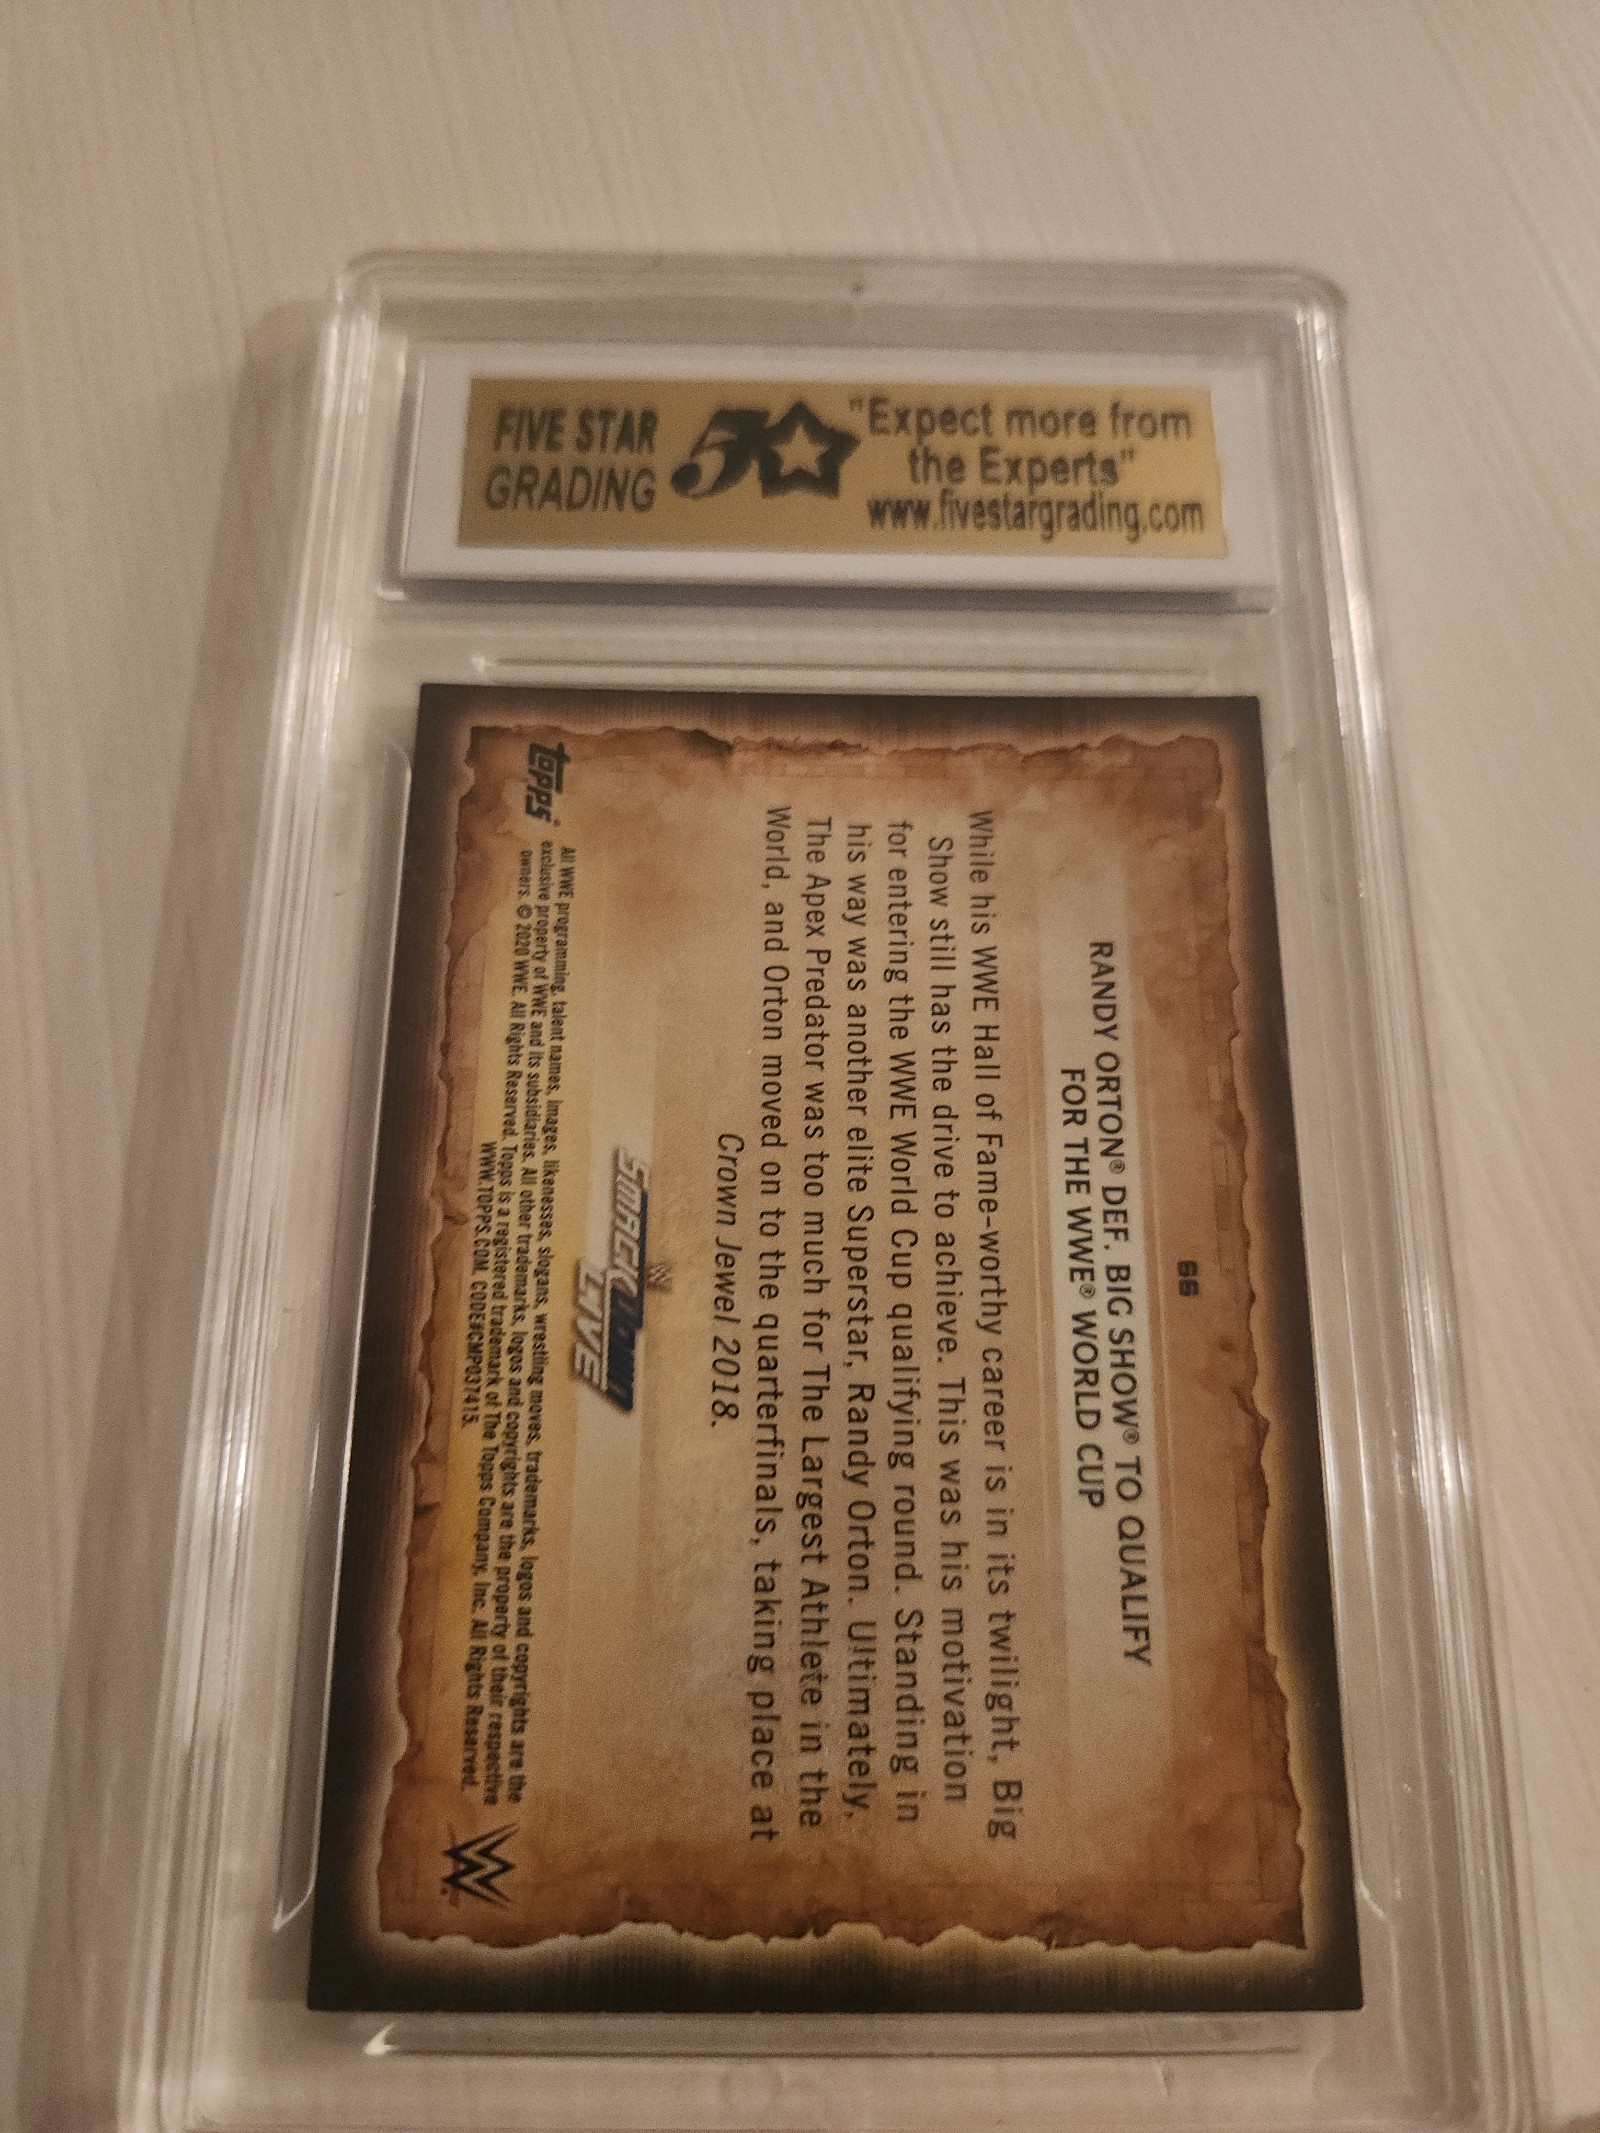 FIVE STAR
GRADING
5
"Expect more from
the Experts"
www.fivestargrading.com
66
RANDY ORTON® DEF. BIG SHOW® TO QUALIFY
FOR THE WWE® WORLD CUP
While his WWE Hall of Fame-worthy career is in its twilight, Big
Show still has the drive to achieve. This was his motivation
for entering the WWE World Cup qualifying round. Standing in
his way was another elite Superstar, Randy Orton. Ultimately,
The Apex Predator was too much for The Largest Athlete in the
World, and Orton moved on to the quarterfinals, taking place at
Crown Jewel 2018.
W
SMACKDOWN
LIVE
topps®
All WWE programming, talent names, images, likenesses, slogans, wrestling moves, trademarks, logos and copyrights are the
exclusive property of WWE and its subsidiaries. All other trademarks, logos and copyrights are the property of their respective
owners. © 2020 WWE. All Rights Reserved. Topps is a registered trademark of The Topps Company, Inc. All Rights Reserved.
WWW.TOPPS.COM. CODE#CMP037415.
W